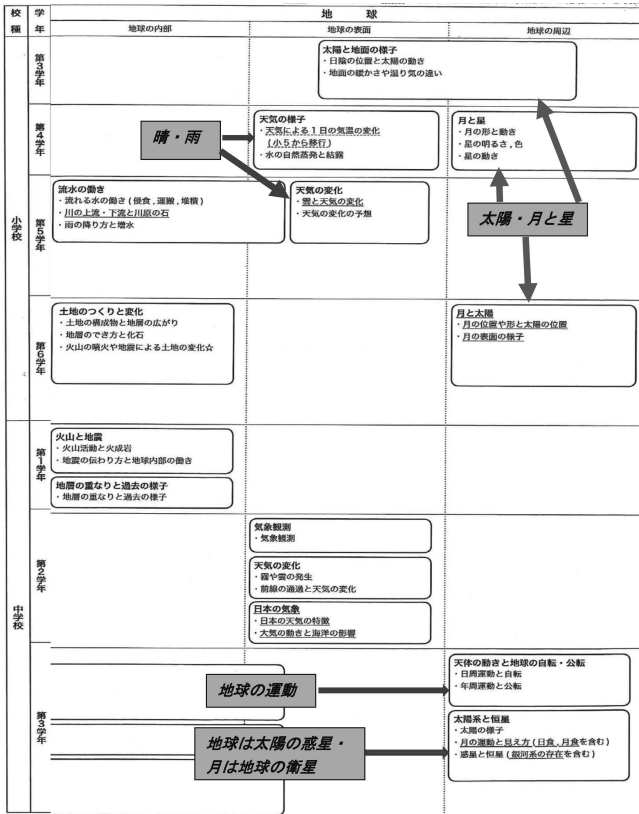 校種
学年
地 球
地球の内部
地球の表面
地球の周辺
小学校
第3学年
太陽と地面の様子
・日陰の位置と太陽の動き
・地面の暖かさや湿り気の違い
第4学年
晴・雨
天気の様子
・天気による1日の気温の変化
(小5から移行)
・水の自然蒸発と結露
月と星
・月の形と動き
・星の明るさ,色
・星の動き
第5学年
流水の働き
・流れる水の働き(侵食,運搬,堆積)
・川の上流・下流と川原の石
・雨の降り方と増水
天気の変化
・雲と天気の変化
・天気の変化の予想
太陽・月と星
第6学年
土地のつくりと変化
・土地の構成物と地層の広がり
・地層のでき方と化石
・火山の噴火や地震による土地の変化☆
月と太陽
・月の位置や形と太陽の位置
・月の表面の様子
中学校
第1学年
火山と地震
・火山活動と火成岩
・地震の伝わり方と地球内部の働き
地層の重なりと過去の様子
・地層の重なりと過去の様子
第2学年
気象観測
・気象観測
天気の変化
・霧や雲の発生
・前線の通過と天気の変化
日本の気象
・日本の天気の特徴
・大気の動きと海洋の影響
第3学年
地球の運動
天体の動きと地球の自転・公転
・日周運動と自転
・年周運動と公転
地球は太陽の惑星・
月は地球の衛星
太陽系と恒星
・太陽の様子
・月の運動と見え方(日食,月食を含む)
・惑星と恒星(銀河系の存在を含む)